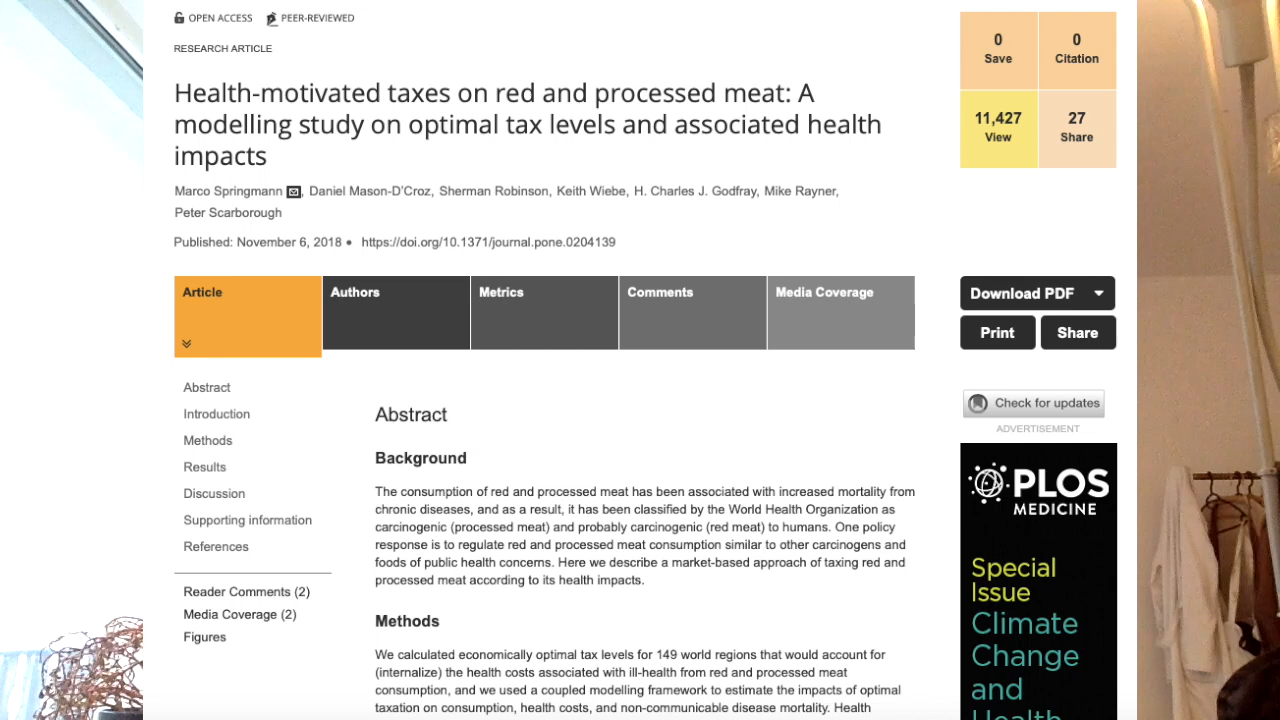 OPEN ACCESS PEER-REVIEWED
RESEARCH ARTICLE
Health-motivated taxes on red and processed meat: A
modelling study on optimal tax levels and associated health
impacts
Marco Springmann, Daniel Mason-D'Croz, Sherman Robinson, Keith Wiebe, H. Charles J. Godfray, Mike Rayner,
Peter Scarborough
Published: November 6, 2018 • https://doi.org/10.1371/journal.pone.0204139
0
Save
0
Citation
11,427
View
27
Share
Article
Authors
Metrics
Comments
Media Coverage
Download PDF
Print
Share
Check for updates
ADVERTISEMENT
Abstract
Introduction
Methods
Results
Discussion
Supporting information
References
Reader Comments (2)
Media Coverage (2)
Figures
Abstract
Background
The consumption of red and processed meat has been associated with increased mortality from
chronic diseases, and as a result, it has been classified by the World Health Organization as
carcinogenic (processed meat) and probably carcinogenic (red meat) to humans. One policy
response is to regulate red and processed meat consumption similar to other carcinogens and
foods of public health concerns. Here we describe a market-based approach of taxing red and
processed meat according to its health impacts.
Methods
We calculated economically optimal tax levels for 149 world regions that would account for
(internalize) the health costs associated with ill-health from red and processed meat
consumption, and we used a coupled modelling framework to estimate the impacts of optimal
taxation on consumption, health costs, and non-communicable disease mortality. Health
PLOS
MEDICINE
Special
Issue
Climate
Change
and
Health